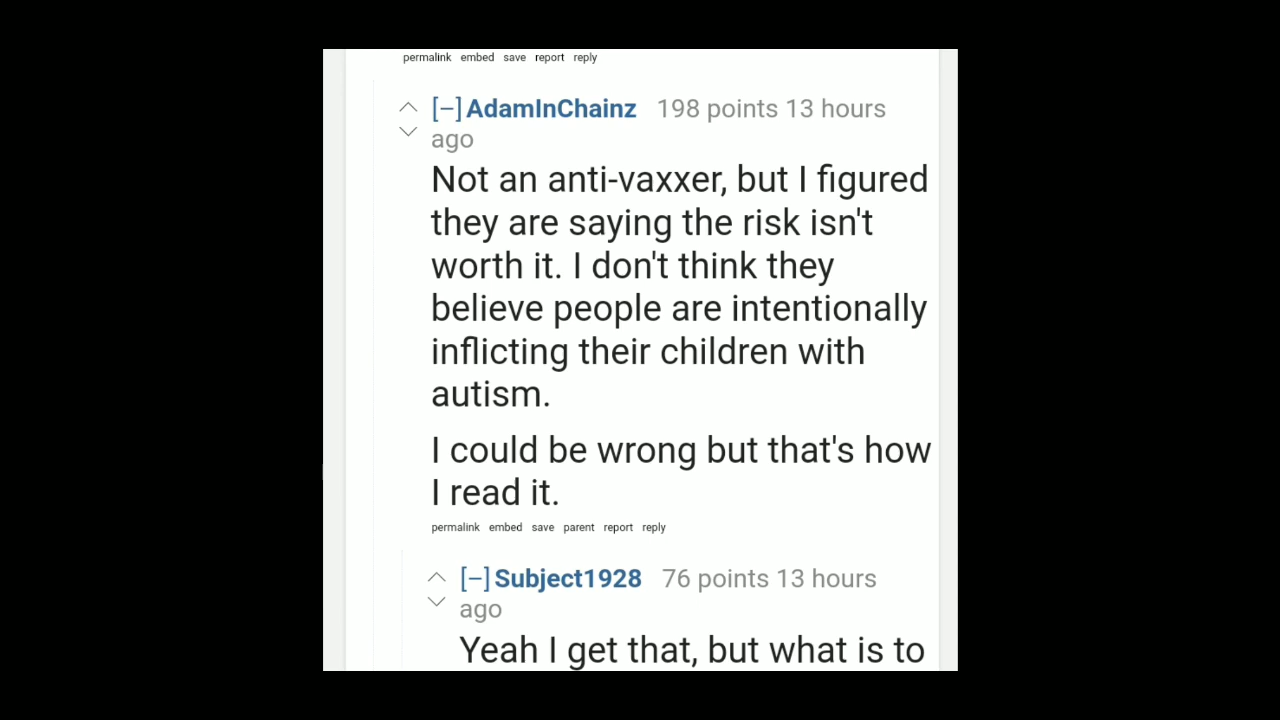 permalink embed save report reply
[–] AdamInChainz 198 points 13 hours
ago
Not an anti-vaxxer, but I figured
they are saying the risk isn't
worth it. I don't think they
believe people are intentionally
inflicting their children with
autism.
I could be wrong but that's how
I read it.
permalink embed save parent report reply
[–] Subject1928 76 points 13 hours
ago
Yeah I get that, but what is to